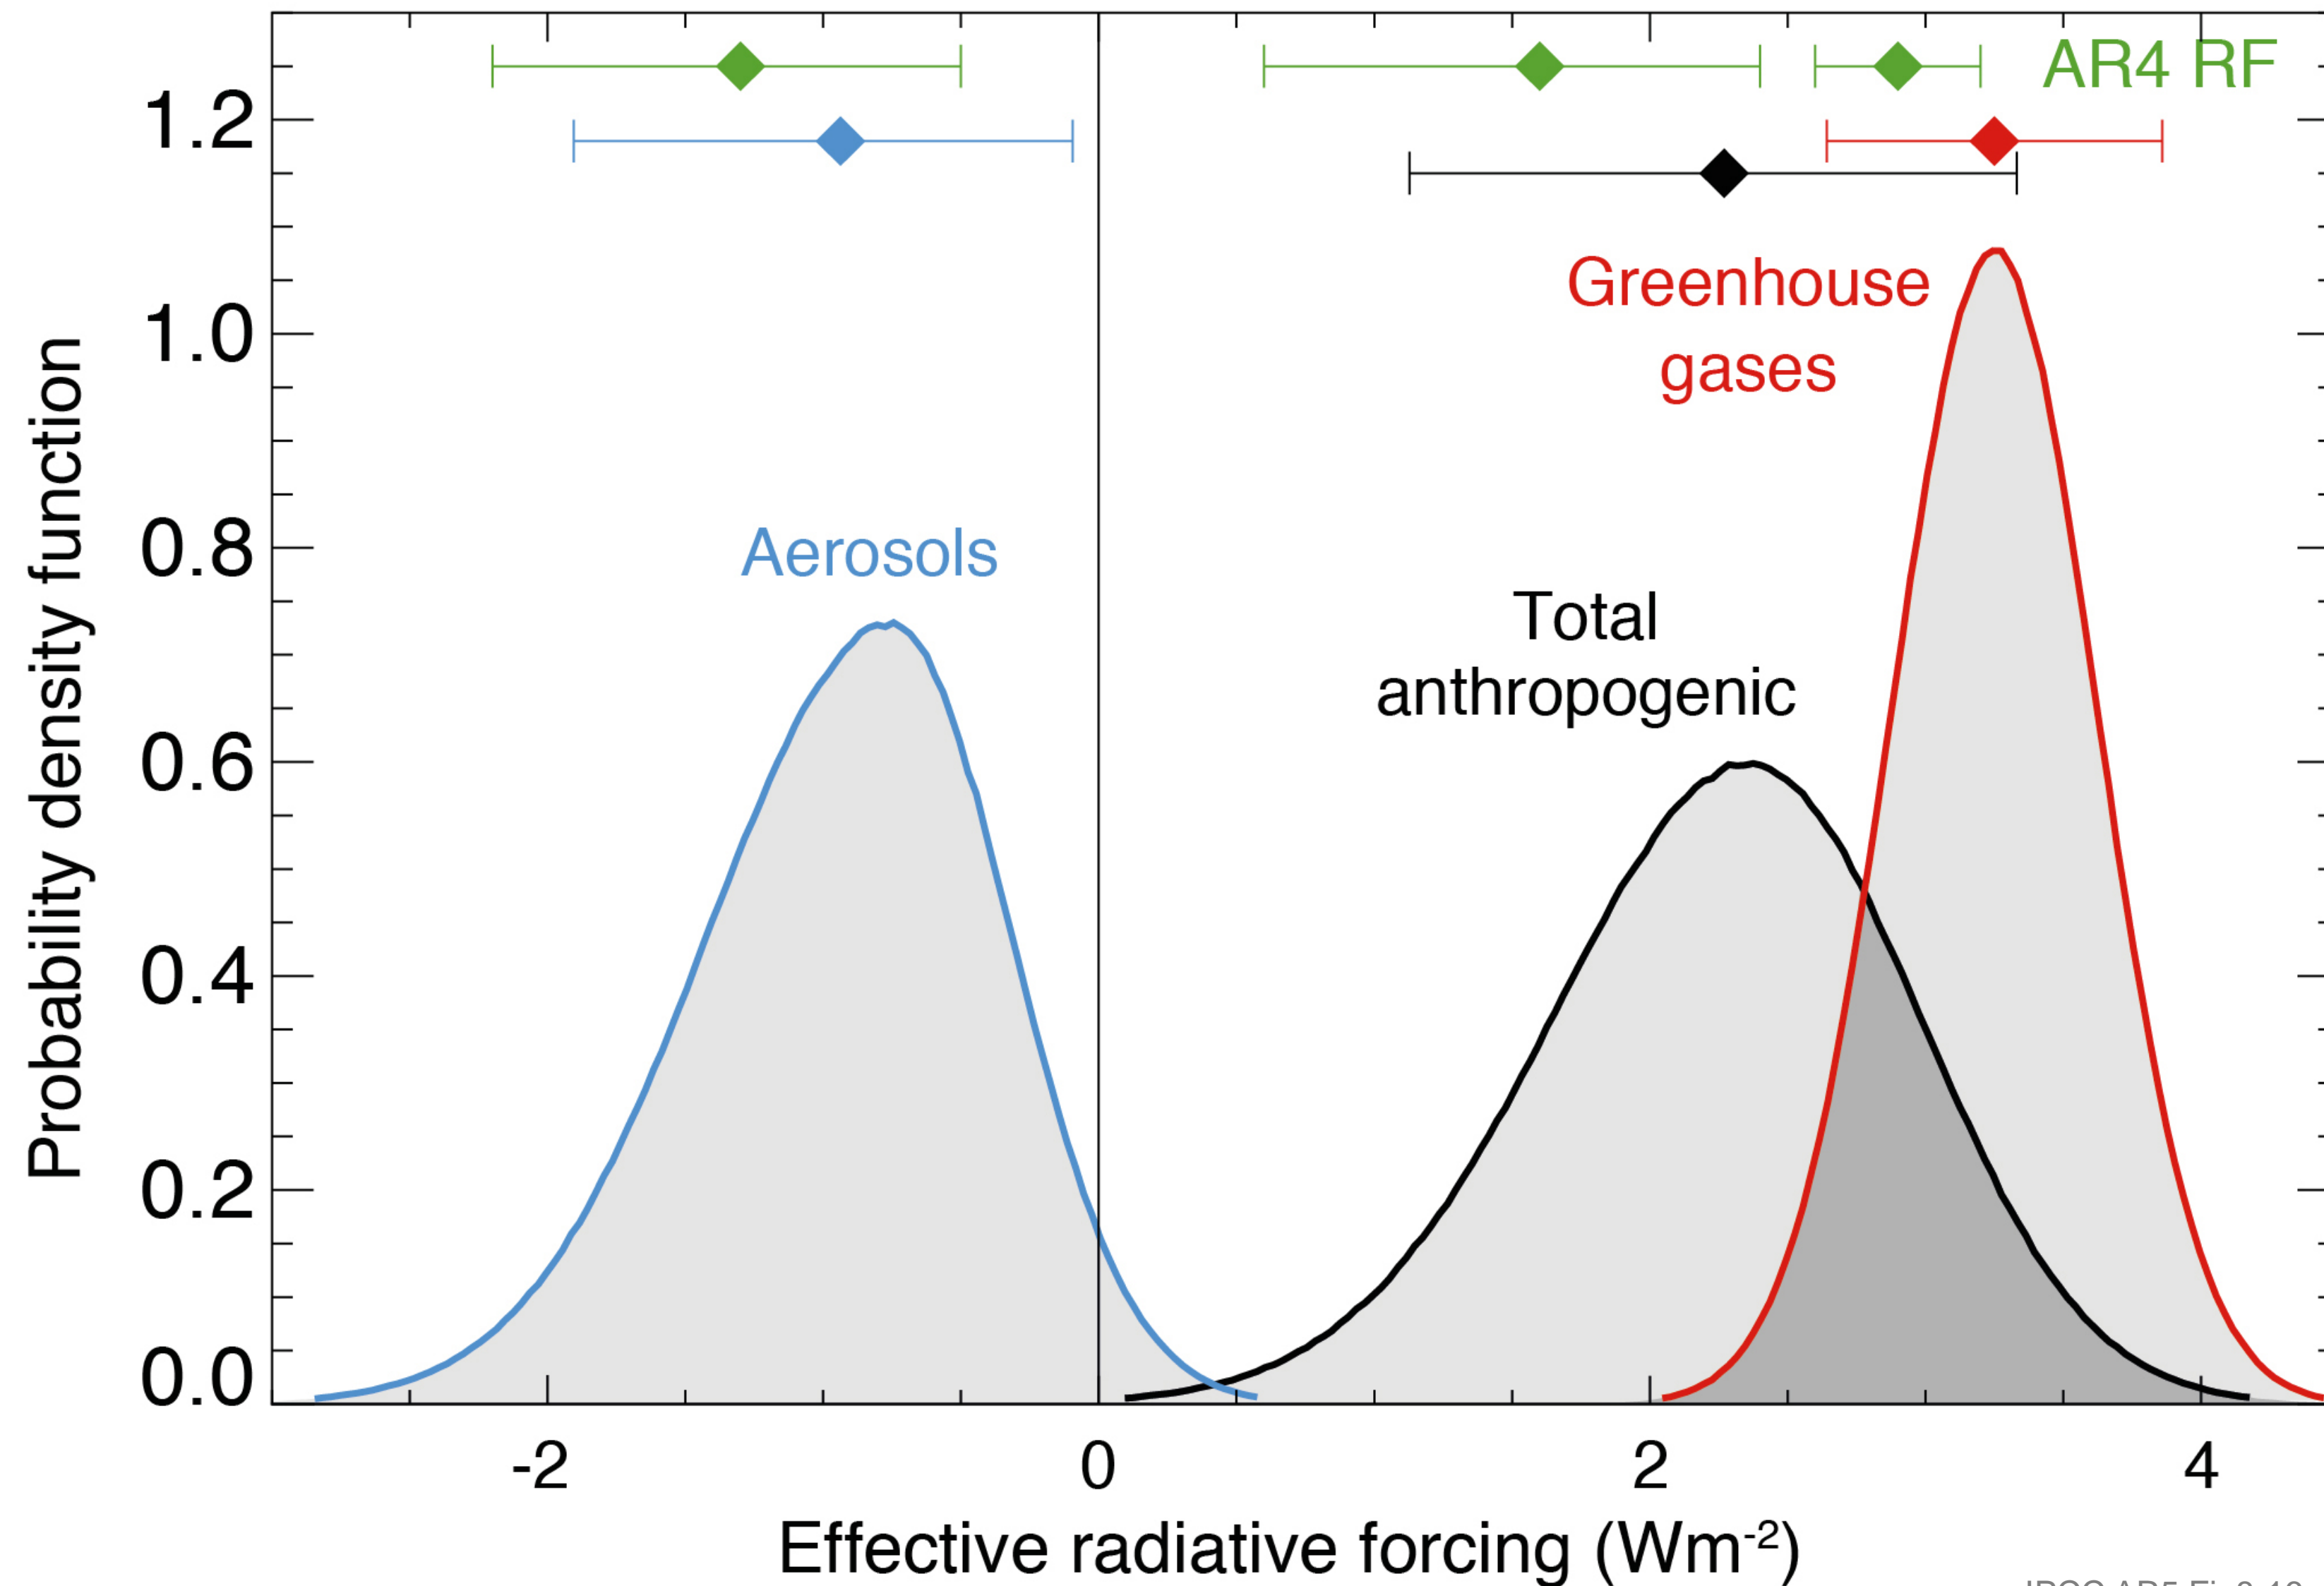 AR4 RF
1.2
Greenhouse
gases
1.0
0.8
Aerosols
Total
anthropogenic
0.6
0.4
0.2
0.0
Probability density function
-2 0 2 4
Effective radiative forcing (Wm⁻²)